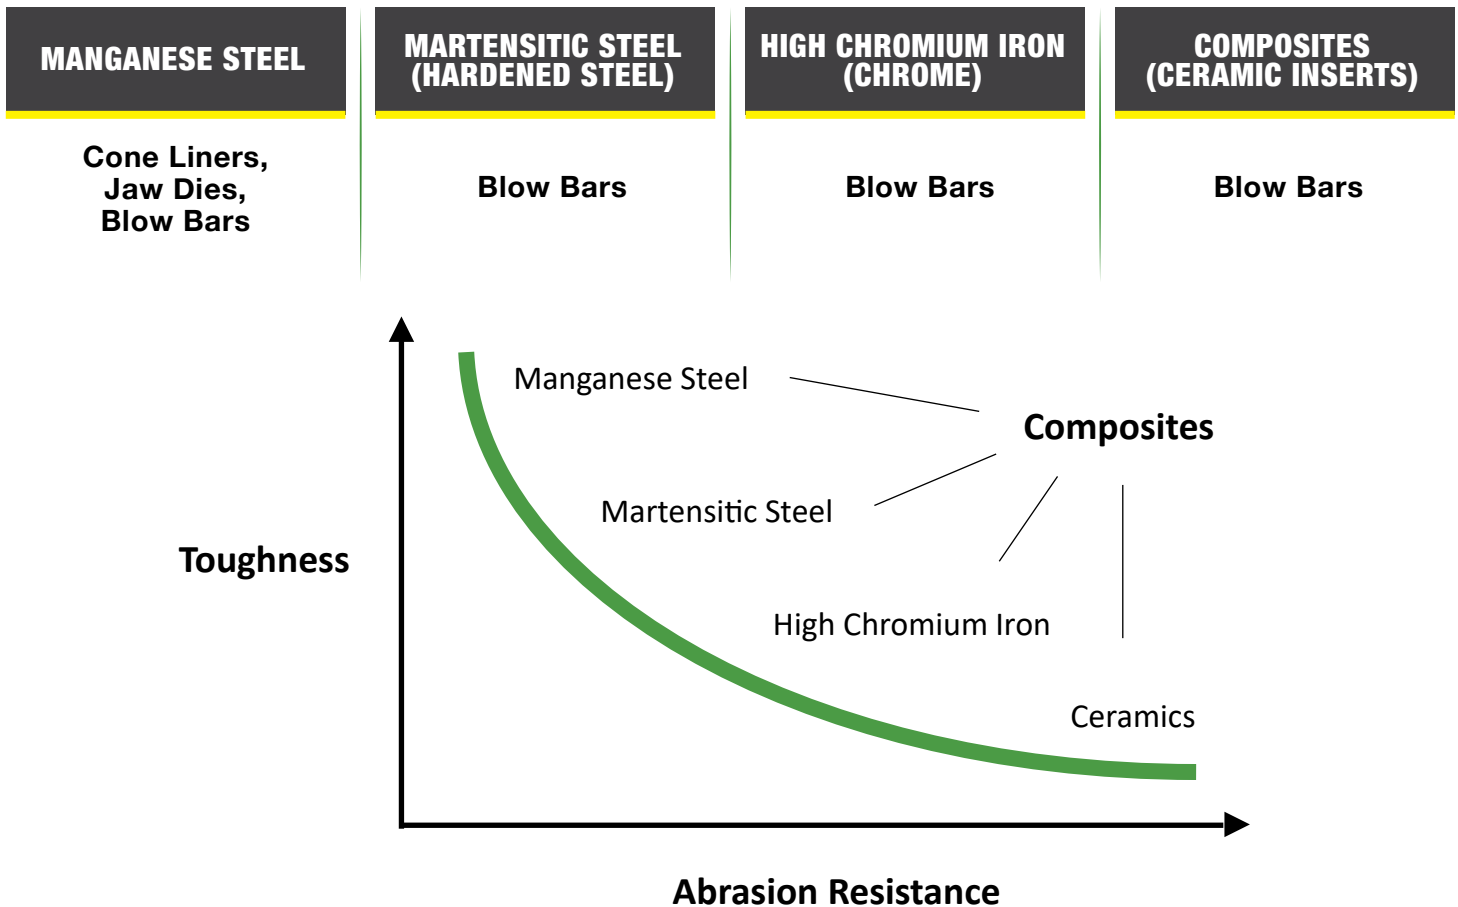 MANGANESE STEEL
MARTENSITIC STEEL
(HARDENED STEEL)
HIGH CHROMIUM IRON
(CHROME)
COMPOSITES
(CERAMIC INSERTS)
Cone Liners,
Jaw Dies,
Blow Bars
Blow Bars
Blow Bars
Blow Bars
Manganese Steel
Composites
Martensitic Steel
Toughness
High Chromium Iron
Ceramics
Abrasion Resistance